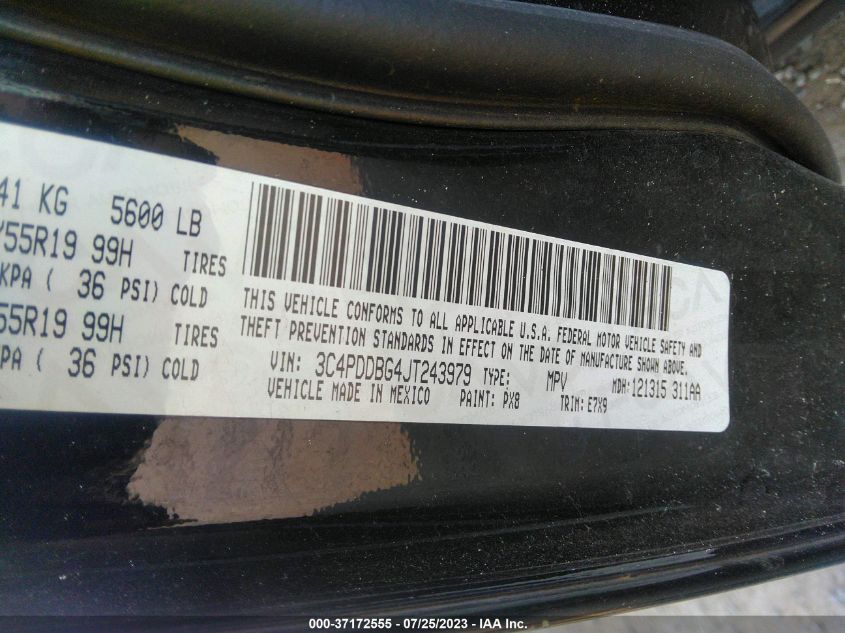 41 KG 5600 LB
55R19 99H TIRES
KPA ( 36 PSI) COLD
55R19 99H TIRES
KPA ( 36 PSI) COLD
THIS VEHICLE CONFORMS TO ALL APPLICABLE U.S.A. FEDERAL MOTOR VEHICLE SAFETY AND
THEFT PREVENTION STANDARDS IN EFFECT ON THE DATE OF MANUFACTURE SHOWN ABOVE.
VIN: 3C4PDDBG4JT243979 TYPE: MPV MDH: 121315 311AA
VEHICLE MADE IN MEXICO PAINT: PX8 TRIM: E7X9
000-37172555 - 07/25/2023 - IAA Inc.